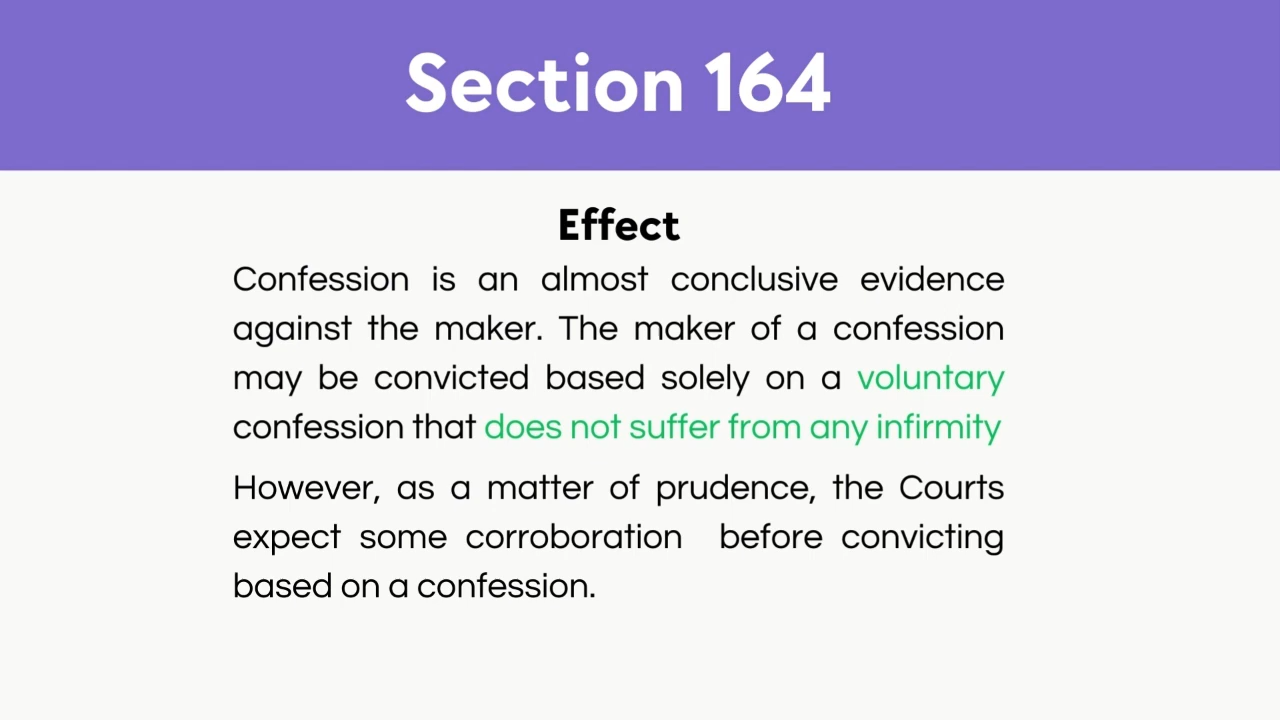 Section 164
Effect
Confession is an almost conclusive evidence
against the maker. The maker of a confession
may be convicted based solely on a voluntary
confession that does not suffer from any infirmity
However, as a matter of prudence, the Courts
expect some corroboration before convicting
based on a confession.